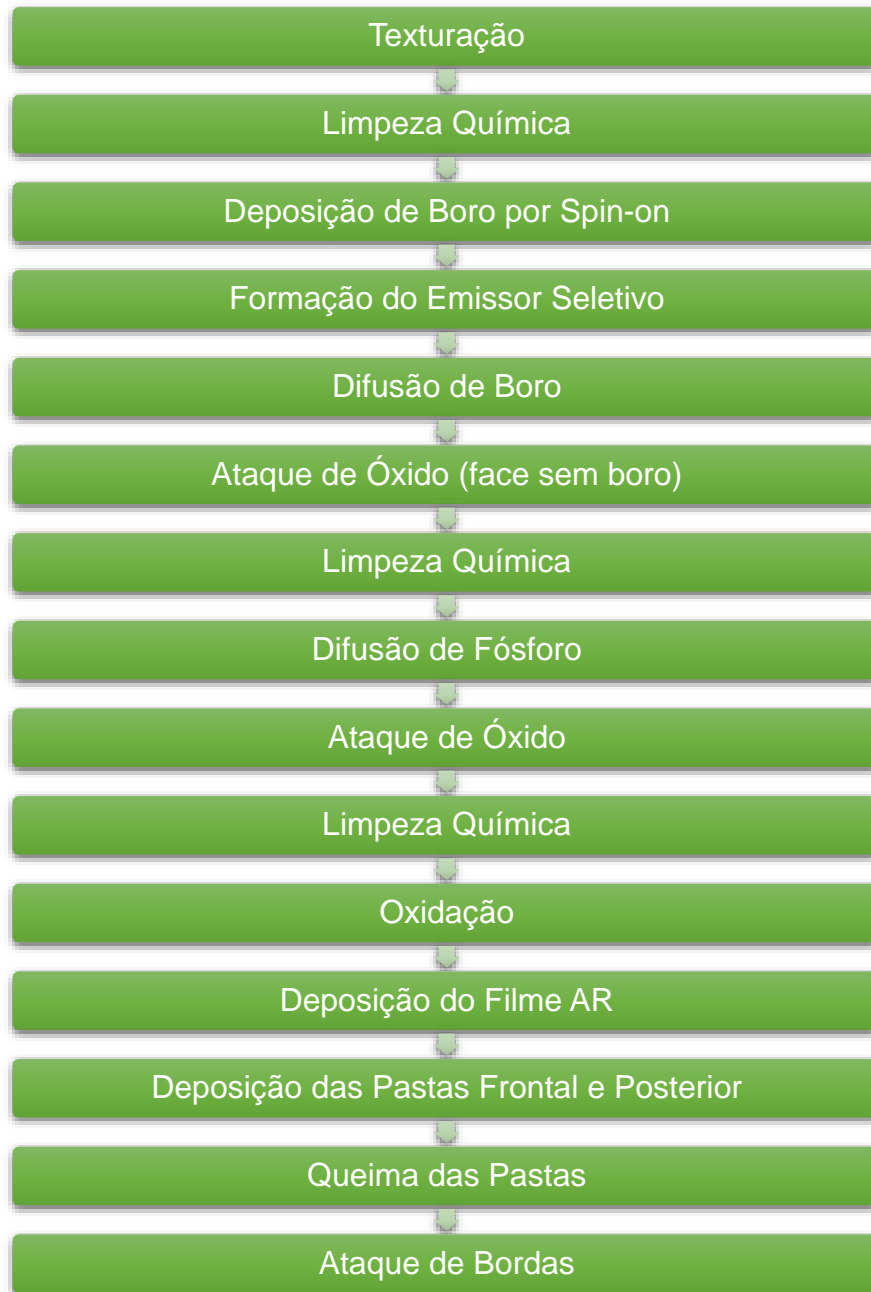 Texturação
Limpeza Química
Deposição de Boro por Spin-on
Formação do Emissor Seletivo
Difusão de Boro
Ataque de Óxido (face sem boro)
Limpeza Química
Difusão de Fósforo
Ataque de Óxido
Limpeza Química
Oxidação
Deposição do Filme AR
Deposição das Pastas Frontal e Posterior
Queima das Pastas
Ataque de Bordas